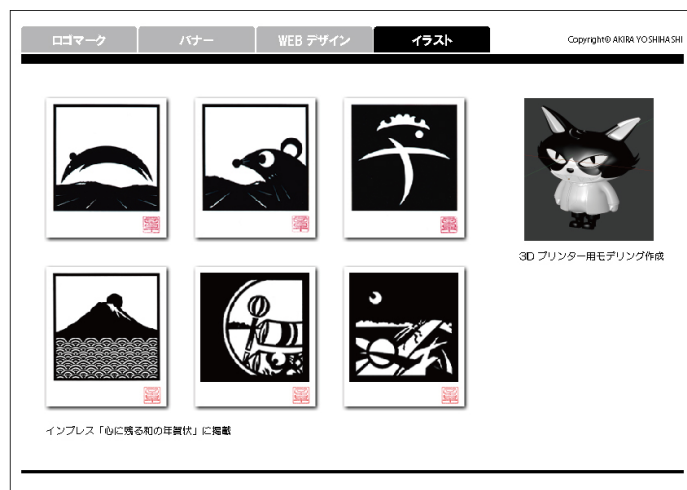 ロゴマーク
バナー
WEB デザイン
イラスト
Copyright© AKIRA YOSHIHASHI
3D プリンター用モデリング作成
インプレス「心に残る和の年賀状」に掲載